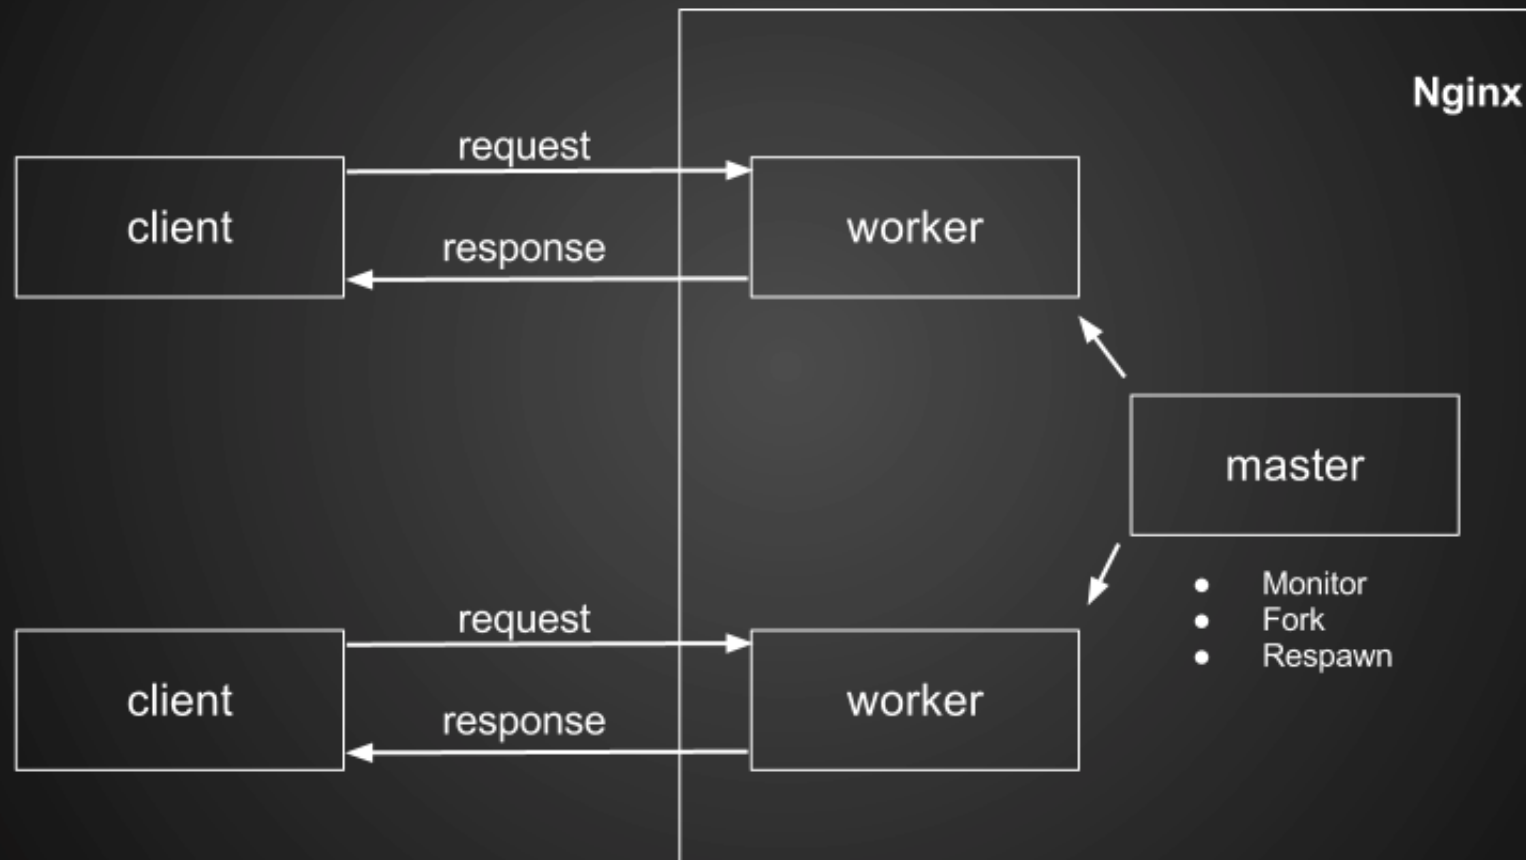 Nginx
request
client
worker
response
master
Monitor
Fork
Respawn
request
client
worker
response